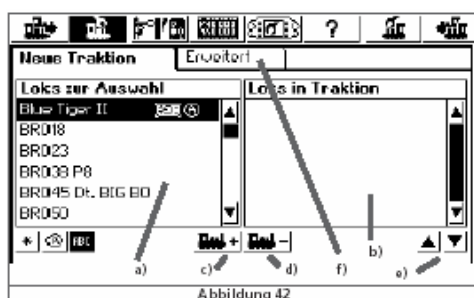 ?
Neue Traktion Erweitert
Loks zur Auswahl Loks in Traktion
Blue Tiger II
BR018
BR023
BR038 P8
BR045 Dt. BIG BO
BR050
* ABC + -
a) c) d) f) b) e)
Abbildung 42